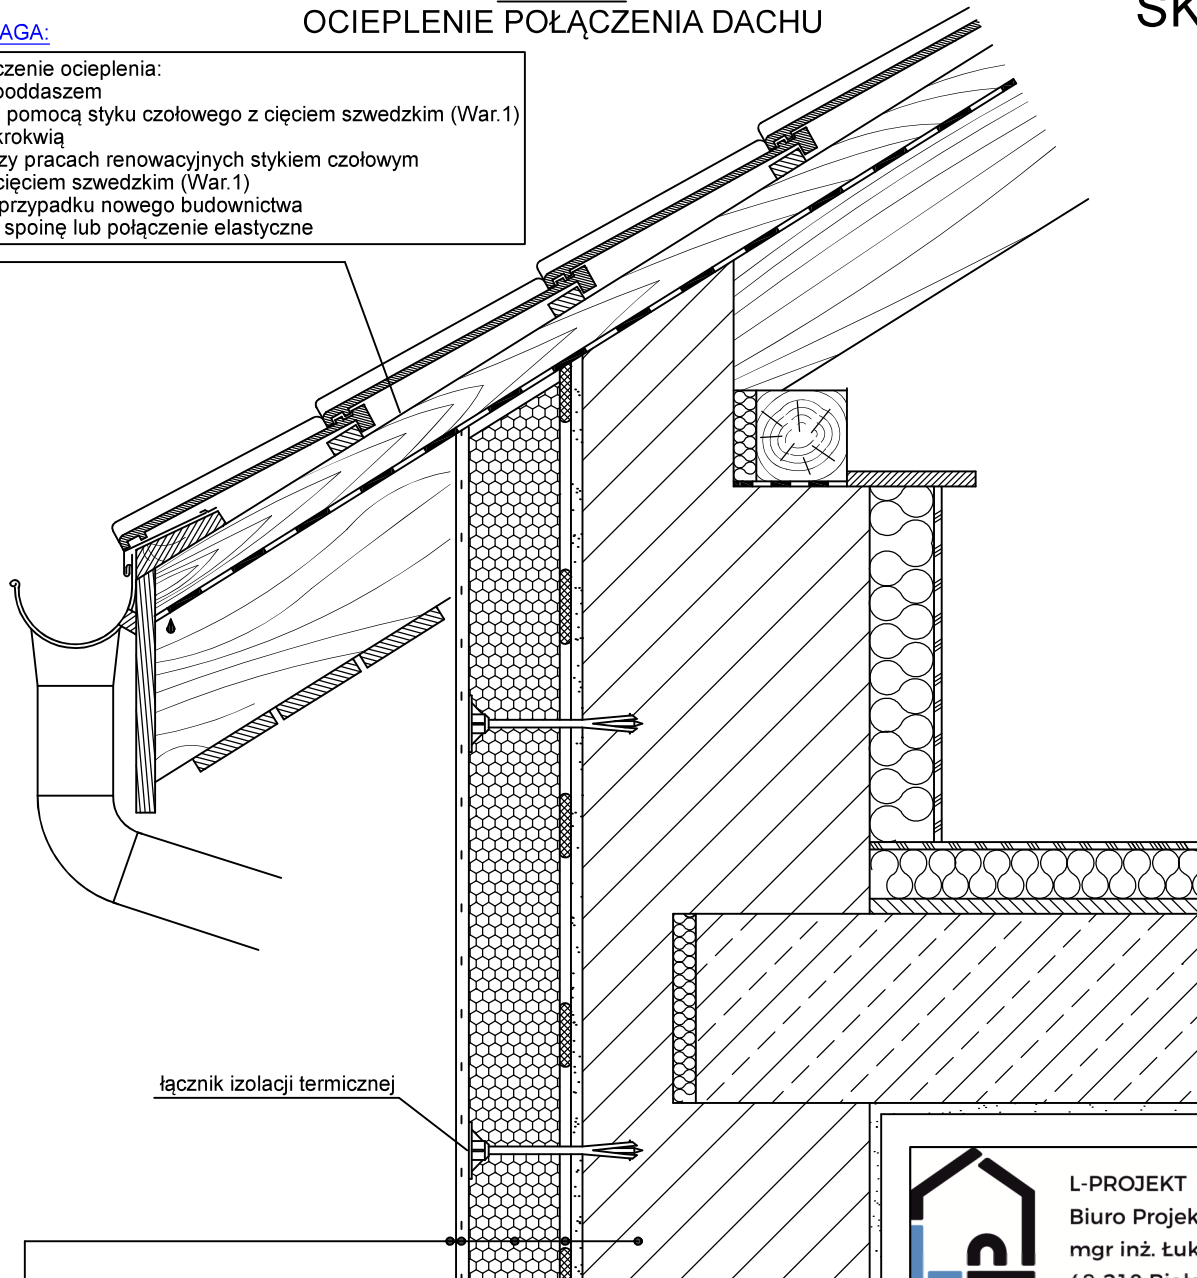 OCIEPLENIE POŁĄCZENIA DACHU
SK
AGA:
czenie ocieplenia:
poddaszem
pomocą styku czołowego z cięciem szwedzkim (War.1)
krokwią
zy pracach renowacyjnych stykiem czołowym
cięciem szwedzkim (War.1)
przypadku nowego budownictwa
spoinę lub połączenie elastyczne
łącznik izolacji termicznej
L-PROJEKT
Biuro Projek
mgr inż. Łuk